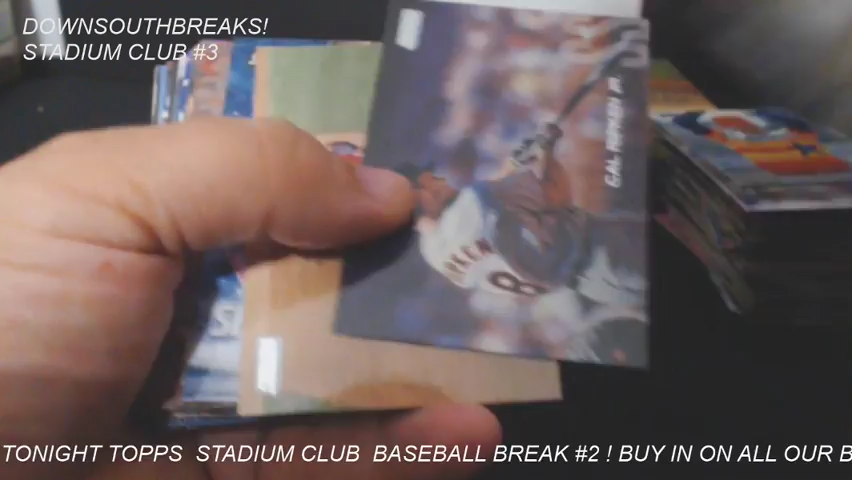 DOWNSOUTHBREAKS!
STADIUM CLUB #3
CAL RIPKEN JR.
8
TONIGHT TOPPS STADIUM CLUB BASEBALL BREAK #2 ! BUY IN ON ALL OUR B